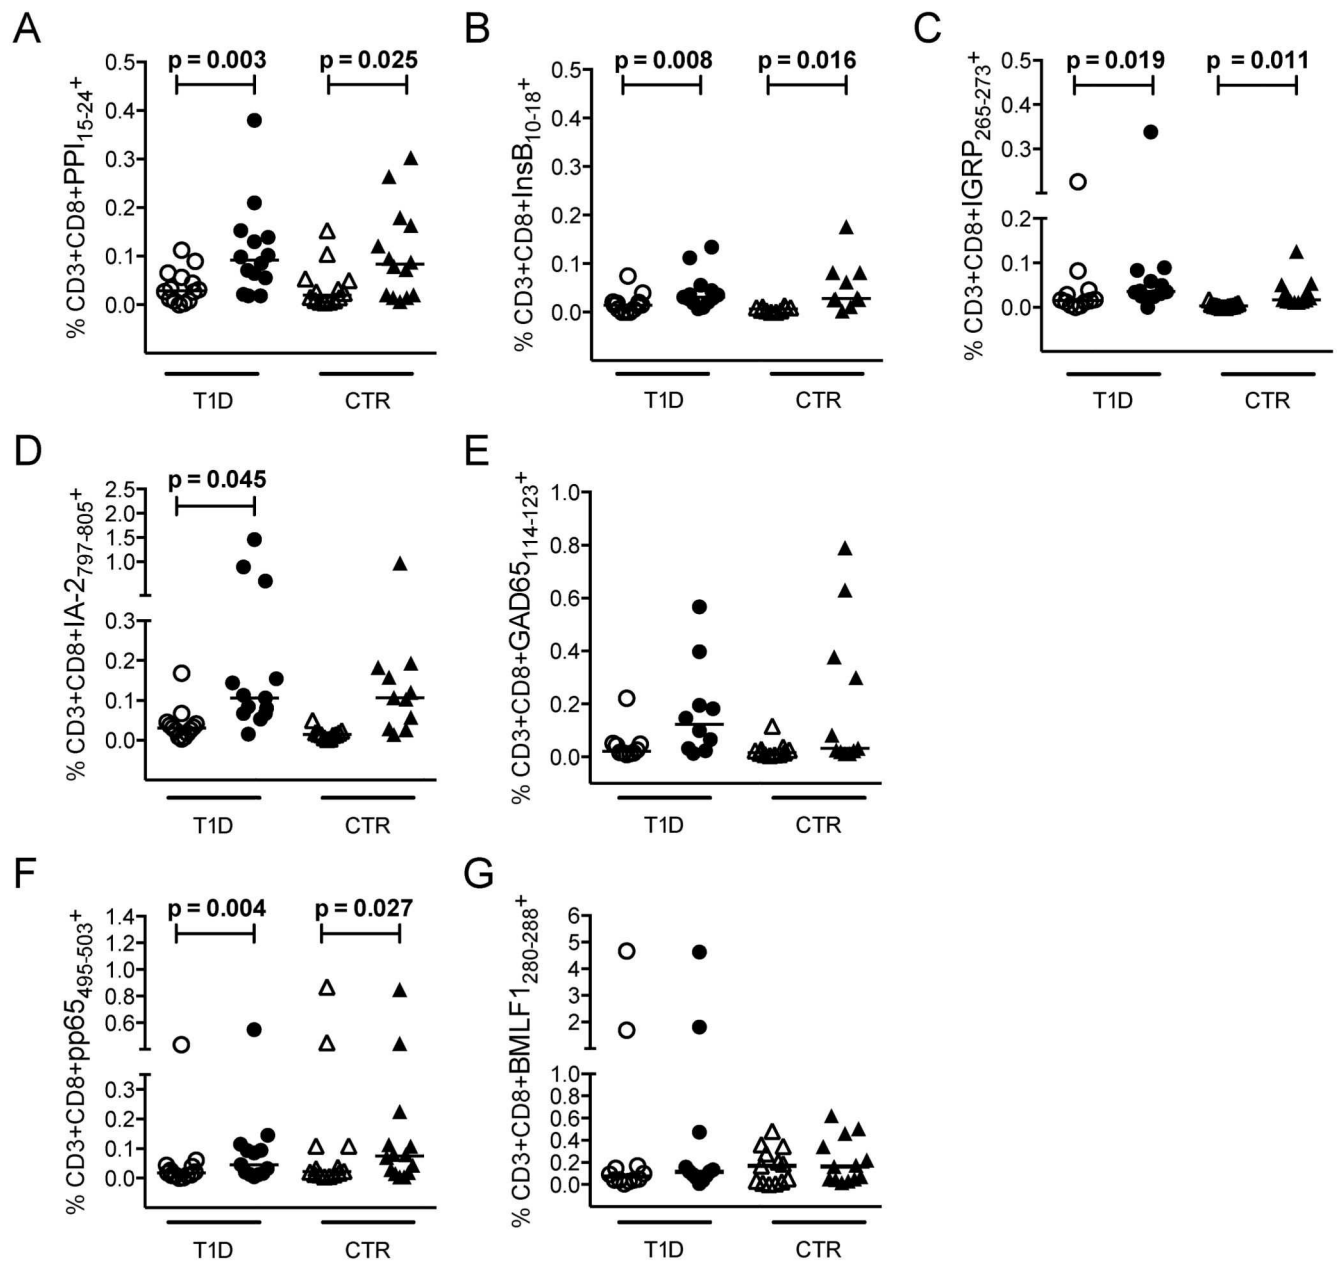 A
% CD3+CD8+PPI15-24+
p = 0.003
p = 0.025
0.5
0.4
0.3
0.2
0.1
0.0
T1D
CTR
B
% CD3+CD8+InsB10-18+
p = 0.008
p = 0.016
0.5
0.4
0.3
0.2
0.1
0.0
T1D
CTR
C
% CD3+CD8+IGRP265-273+
p = 0.019
p = 0.011
0.5
0.4
0.3
0.2
0.1
0.0
T1D
CTR
D
% CD3+CD8+IA-2797-805+
p = 0.045
2.5
2.0
1.5
1.0
0.3
0.2
0.1
0.0
T1D
CTR
E
% CD3+CD8+GAD65114-123+
1.0
0.8
0.6
0.4
0.2
0.0
T1D
CTR
F
% CD3+CD8+pp65495-503+
p = 0.004
p = 0.027
1.4
1.2
1.0
0.8
0.6
0.3
0.2
0.1
0.0
T1D
CTR
G
% CD3+CD8+BMLF1280-288+
6
5
4
3
2
1.0
0.8
0.6
0.4
0.2
0.0
T1D
CTR